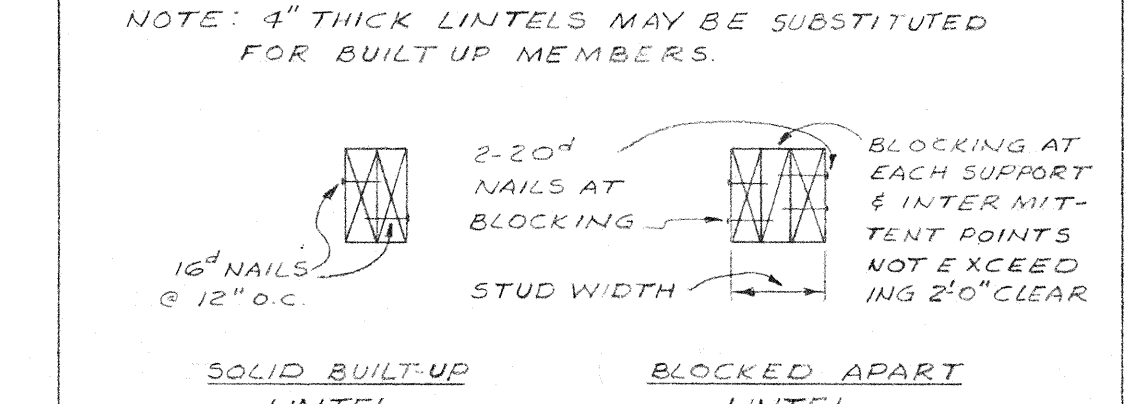 NOTE: 4" THICK LINTELS MAY BE SUBSTITUTED
FOR BUILT UP MEMBERS.
2-20d
NAILS AT
BLOCKING
BLOCKING AT
EACH SUPPORT
& INTERMIT-
TENT POINTS
NOT EXCEED
ING 2'0" CLEAR
16d NAILS
@ 12" O.C.
STUD WIDTH
SOLID BUILT-UP
LINTEL
BLOCKED APART
LINTEL